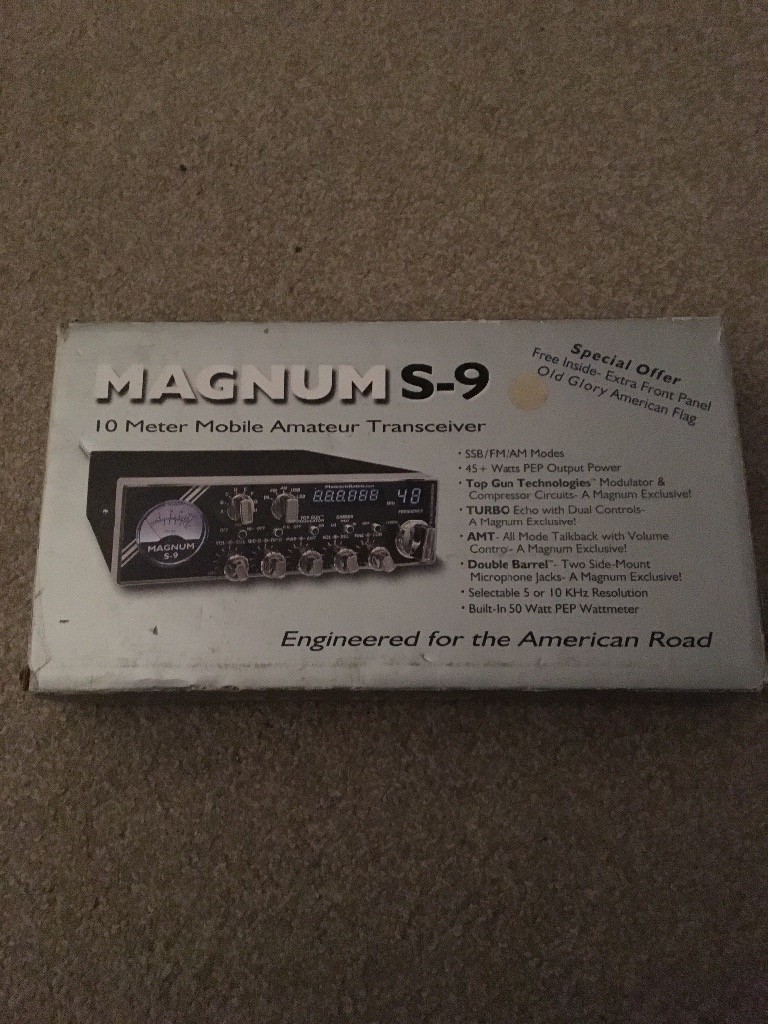 MAGNUM S-9
10 Meter Mobile Amateur Transceiver
Special Offer
Free Inside- Extra Front Panel
Old Glory American Flag
• SSB/FM/AM Modes
• 45+ Watts PEP Output Power
• Top Gun Technologies™ Modulator &
Compressor Circuits- A Magnum Exclusive!
• TURBO Echo with Dual Controls-
A Magnum Exclusive!
• AMT- All Mode Talkback with Volume
Control- A Magnum Exclusive!
• Double Barrel™- Two Side-Mount
Microphone Jacks- A Magnum Exclusive!
• Selectable 5 or 10 KHz Resolution
• Built-In 50 Watt PEP Wattmeter
MAGNUM
S-9
48
Engineered for the American Road